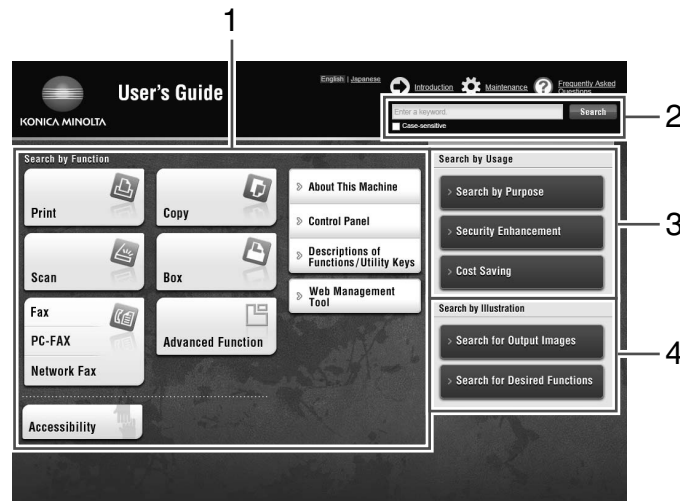 1
User's Guide
KONICA MINOLTA
English | Japanese
Introduction
Maintenance
Frequently Asked Questions
Enter a keyword.
Search
Case-sensitive
2
Search by Function
Print
Copy
Scan
Box
Fax
PC-FAX
Network Fax
Advanced Function
Accessibility
» About This Machine
» Control Panel
» Descriptions of
Functions/Utility Keys
» Web Management
Tool
Search by Usage
> Search by Purpose
> Security Enhancement
> Cost Saving
3
Search by Illustration
> Search for Output Images
> Search for Desired Functions
4